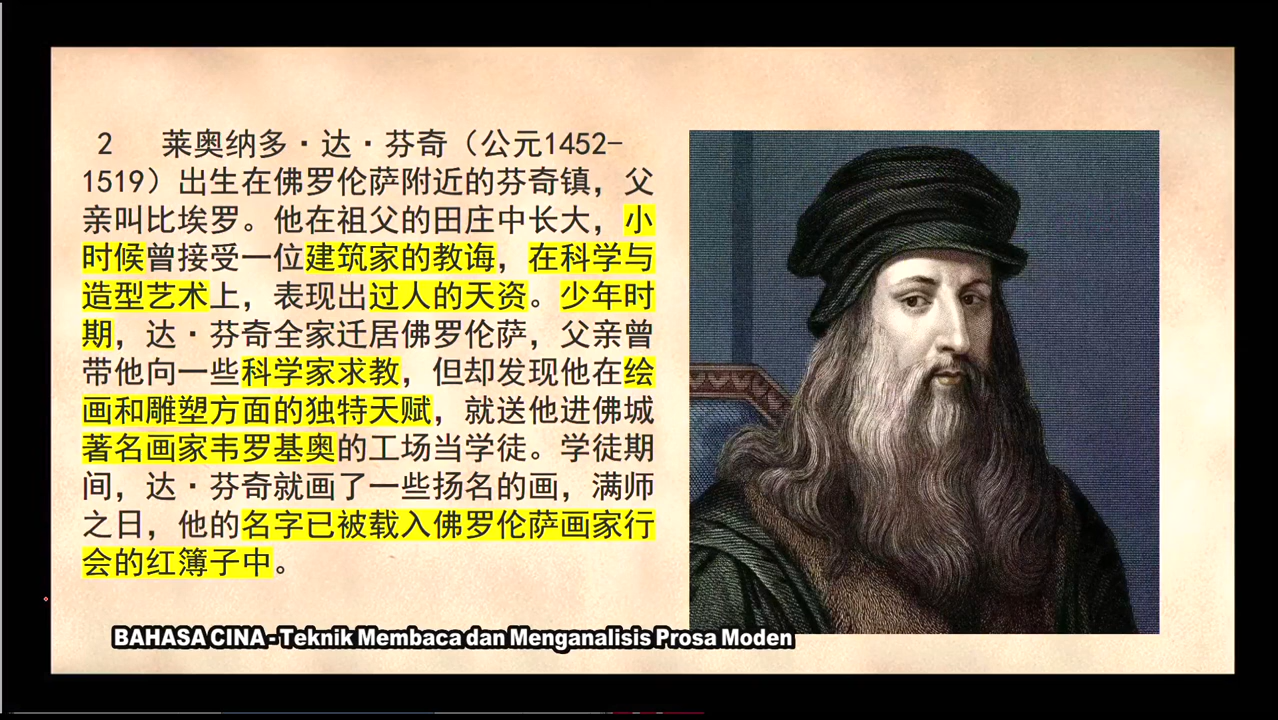 2 莱奥纳多·达·芬奇（公元1452-
1519）出生在佛罗伦萨附近的芬奇镇，父
亲叫比埃罗。他在祖父的田庄中长大，小
时候曾接受一位建筑家的教诲，在科学与
造型艺术上，表现出过人的天资。少年时
期，达·芬奇全家迁居佛罗伦萨，父亲曾
带他向一些科学家求教，但却发现他在绘
画和雕塑方面的独特天赋，就送他进佛城
著名画家韦罗基奥的工场当学徒。学徒期
间，达·芬奇就画了一些扬名的画，满师
之日，他的名字已被载入佛罗伦萨画家行
会的红簿子中。
BAHASA CINA - Teknik Membaca dan Menganalisis Prosa Moden